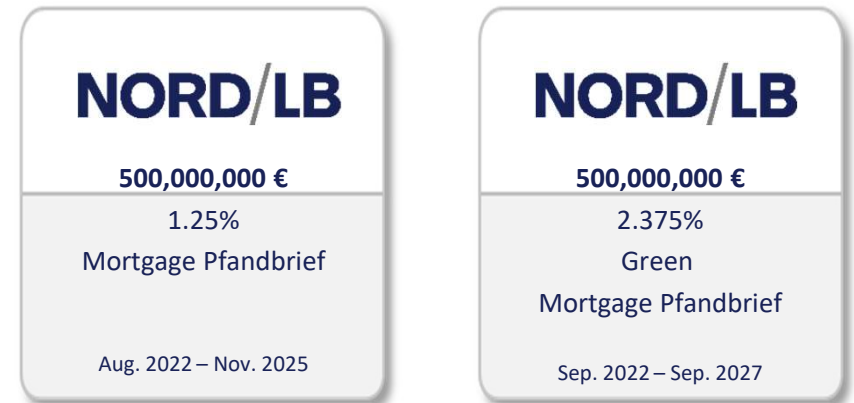 NORD/LB
500,000,000 €
1.25%
Mortgage Pfandbrief
Aug. 2022 – Nov. 2025
NORD/LB
500,000,000 €
2.375%
Green
Mortgage Pfandbrief
Sep. 2022 – Sep. 2027